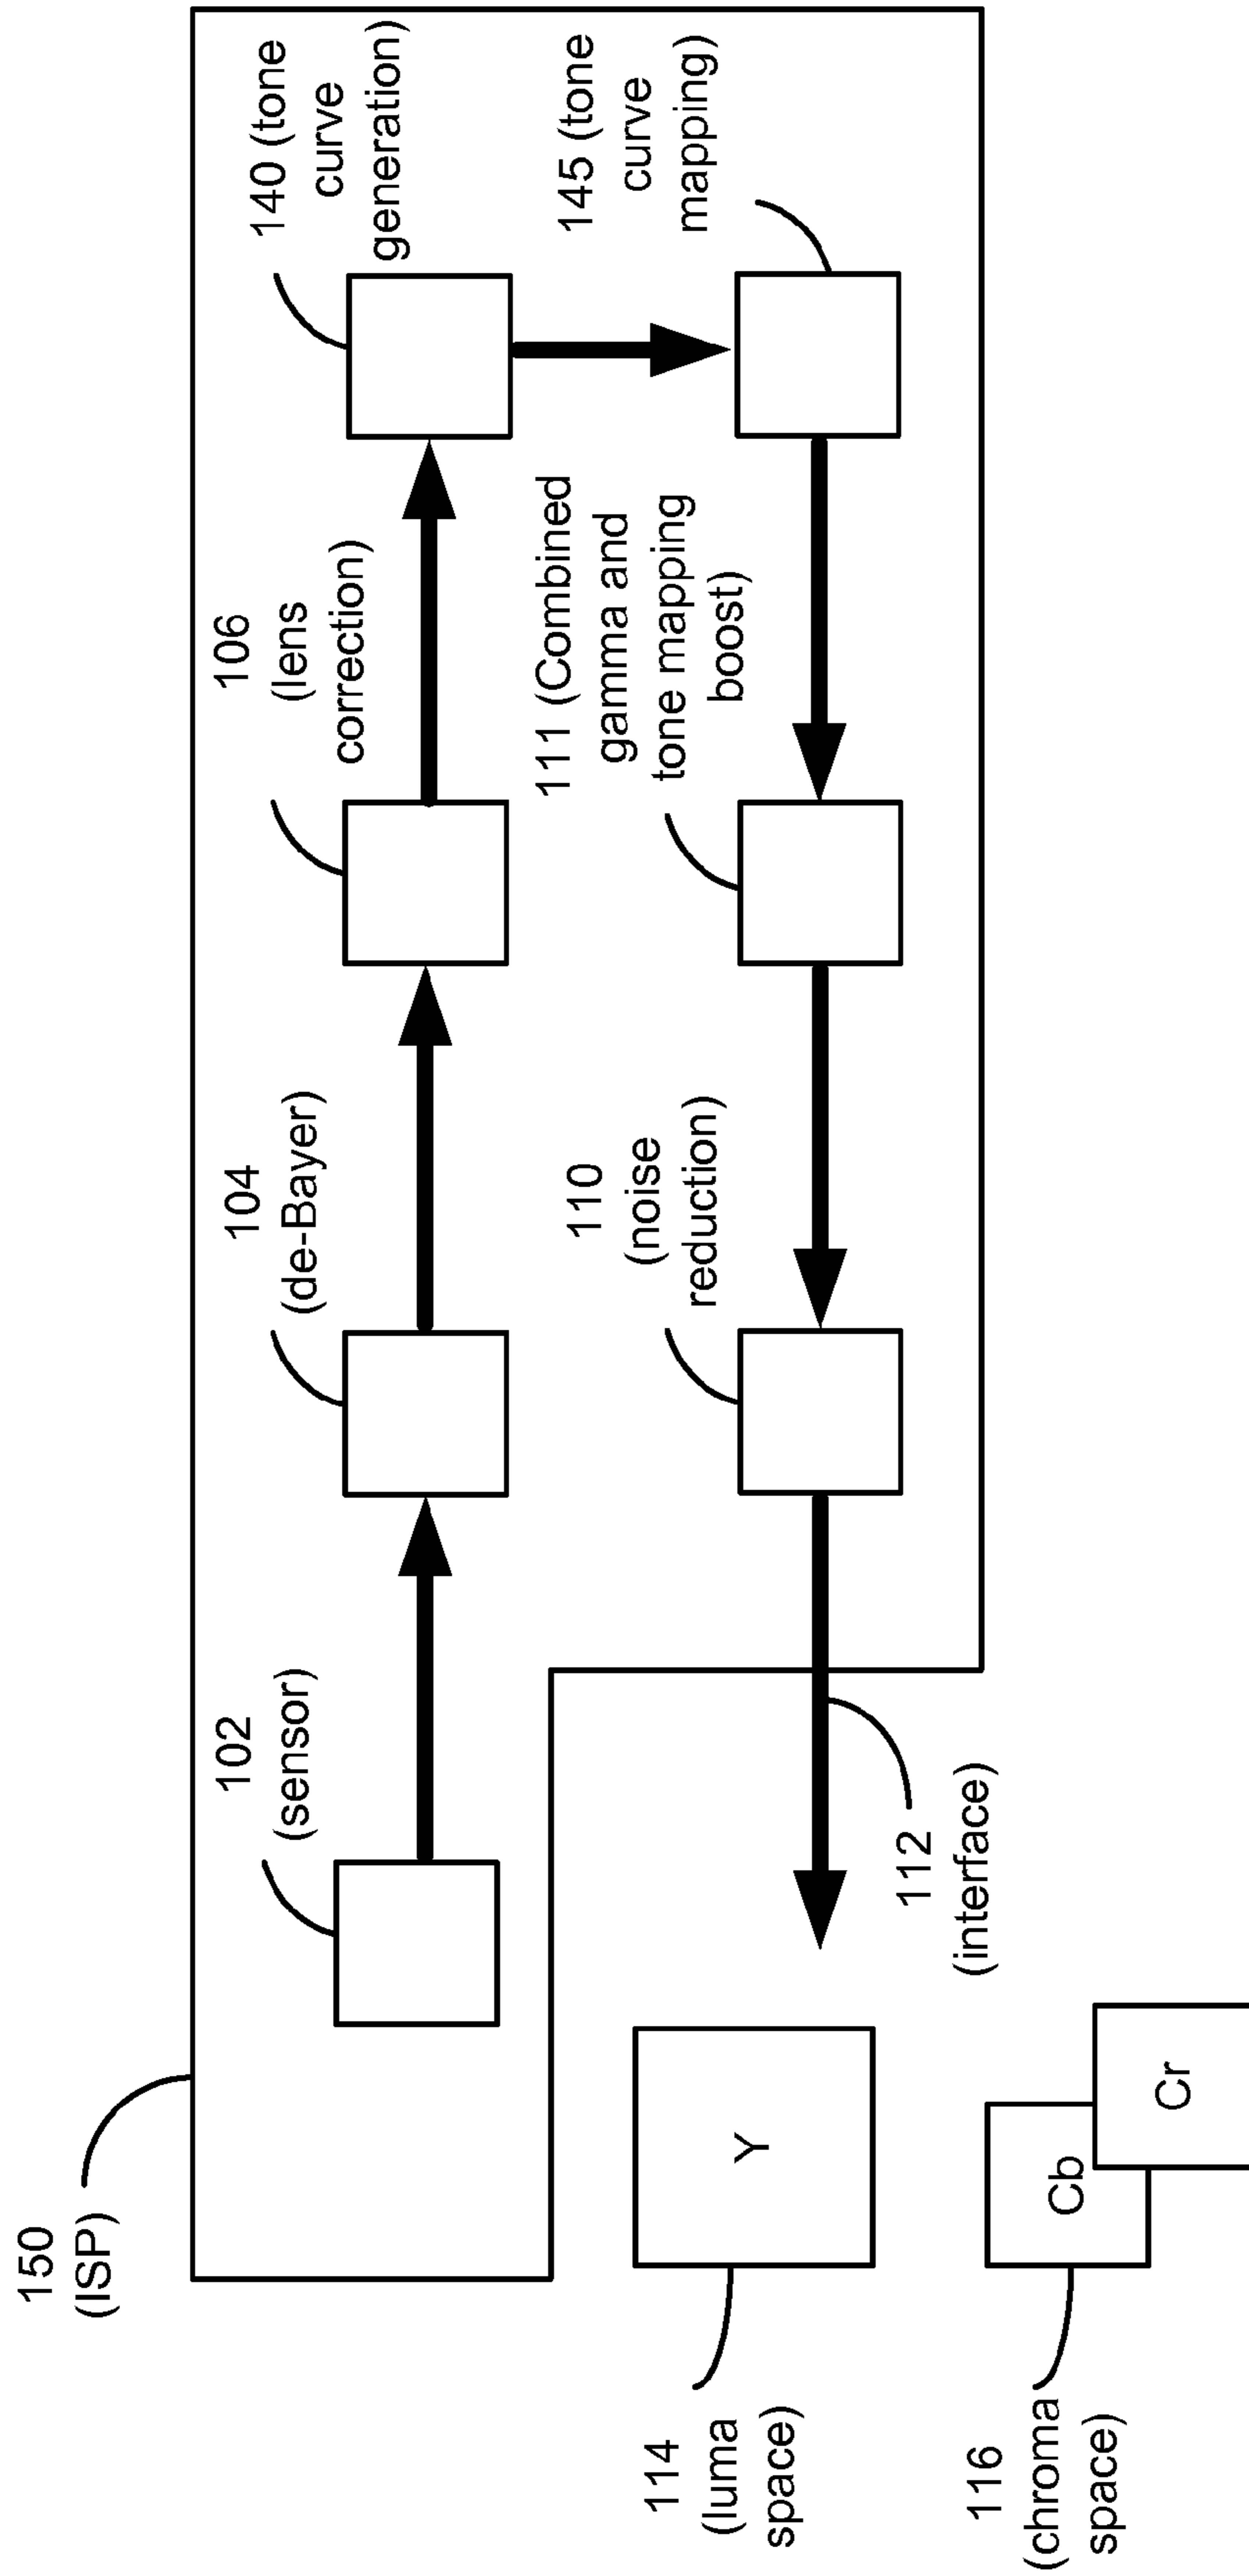 150
(ISP)
102
(sensor)
104
(de-Bayer)
106
(lens
correction)
140 (tone
curve
generation)
145 (tone
curve
mapping)
111 (Combined
gamma and
tone mapping
boost)
110
(noise
reduction)
112
(interface)
114
(luma
space)
Y
116
(chroma
space)
Cb
Cr